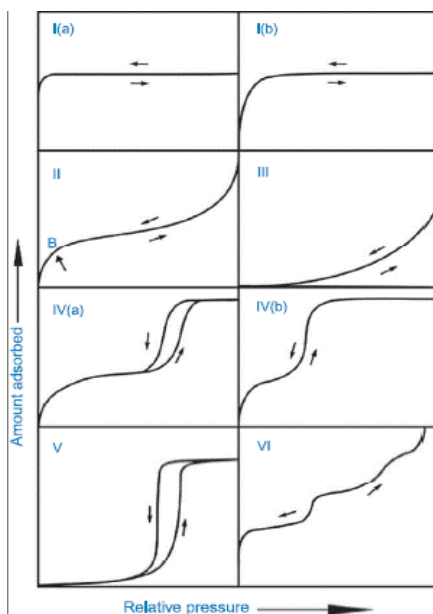 I(a)
I(b)
II
III
B
IV(a)
IV(b)
V
VI
Amount adsorbed
Relative pressure